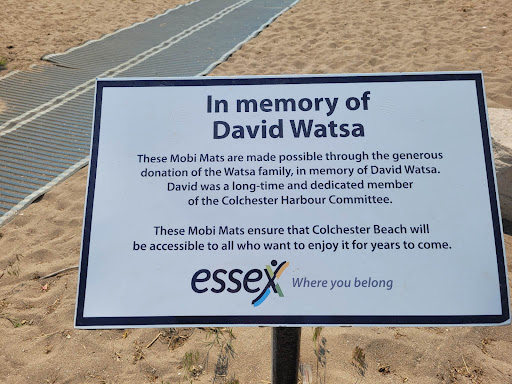 In memory of
David Watsa
These Mobi Mats are made possible through the generous
donation of the Watsa family, in memory of David Watsa.
David was a long-time and dedicated member
of the Colchester Harbour Committee.
These Mobi Mats ensure that Colchester Beach will
be accessible to all who want to enjoy it for years to come.
essex Where you belong